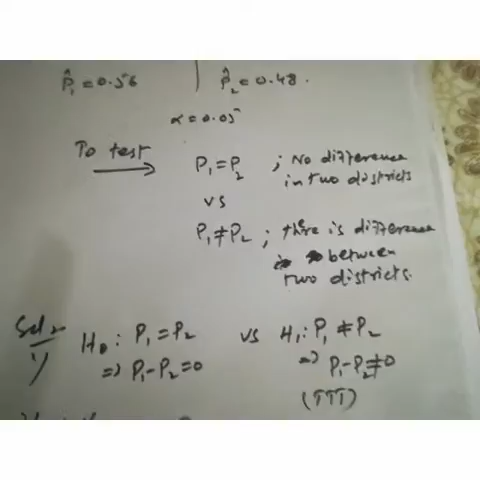 p̂₁ = 0.56 | p̂₂ = 0.48.
α = 0.05
To test → P₁ = P₂ ; No difference
in two districts
vs
P₁ ≠ P₂ ; there is difference
between
two districts.
Soln H₀ : P₁ = P₂ vs H₁ : P₁ ≠ P₂
1) => P₁ - P₂ = 0 => P₁ - P₂ ≠ 0
(TTT)